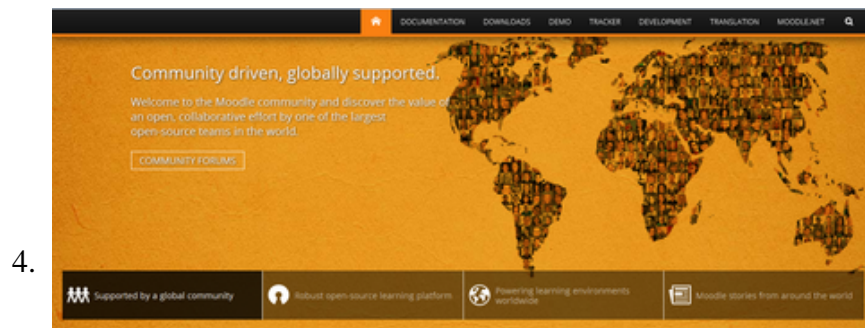 DOCUMENTATION DOWNLOADS DEMO TRACKER DEVELOPMENT TRANSLATION MOODLE.NET
Community driven, globally supported.
Welcome to the Moodle community and discover the value of
an open, collaborative effort by one of the largest
open-source teams in the world.
COMMUNITY FORUMS
4.
Supported by a global community
Robust open-source learning platform
Powering learning environments
worldwide
Moodle stories from around the world